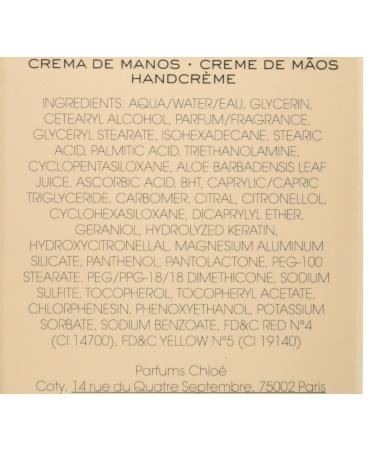 CREMA DE MANOS • CREME DE MÃOS
HANDCRÈME
INGREDIENTS: AQUA/WATER/EAU, GLYCERIN,
CETEARYL ALCOHOL, PARFUM/FRAGRANCE,
GLYCERYL STEARATE, ISOHEXADECANE, STEARIC
ACID, PALMITIC ACID, TRIETHANOLAMINE,
CYCLOPENTASILOXANE, ALOE BARBADENSIS LEAF
JUICE, ASCORBIC ACID, BHT, CAPRYLIC/CAPRIC
TRIGLYCERIDE, CARBOMER, CITRAL, CITRONELLOL,
CYCLOHEXASILOXANE, DICAPRYLYL ETHER,
GERANIOL, HYDROLYZED KERATIN,
HYDROXYCITRONELLAL, MAGNESIUM ALUMINUM
SILICATE, PANTHENOL, PANTOLACTONE, PEG-100
STEARATE, PEG/PPG-18/18 DIMETHICONE, SODIUM
SULFITE, TOCOPHEROL, TOCOPHERYL ACETATE,
CHLORPHENESIN, PHENOXYETHANOL, POTASSIUM
SORBATE, SODIUM BENZOATE, FD&C RED N°4
(CI 14700), FD&C YELLOW N°5 (CI 19140)
Parfums Chloé
Coty, 14 rue du Quatre Septembre, 75002 Paris